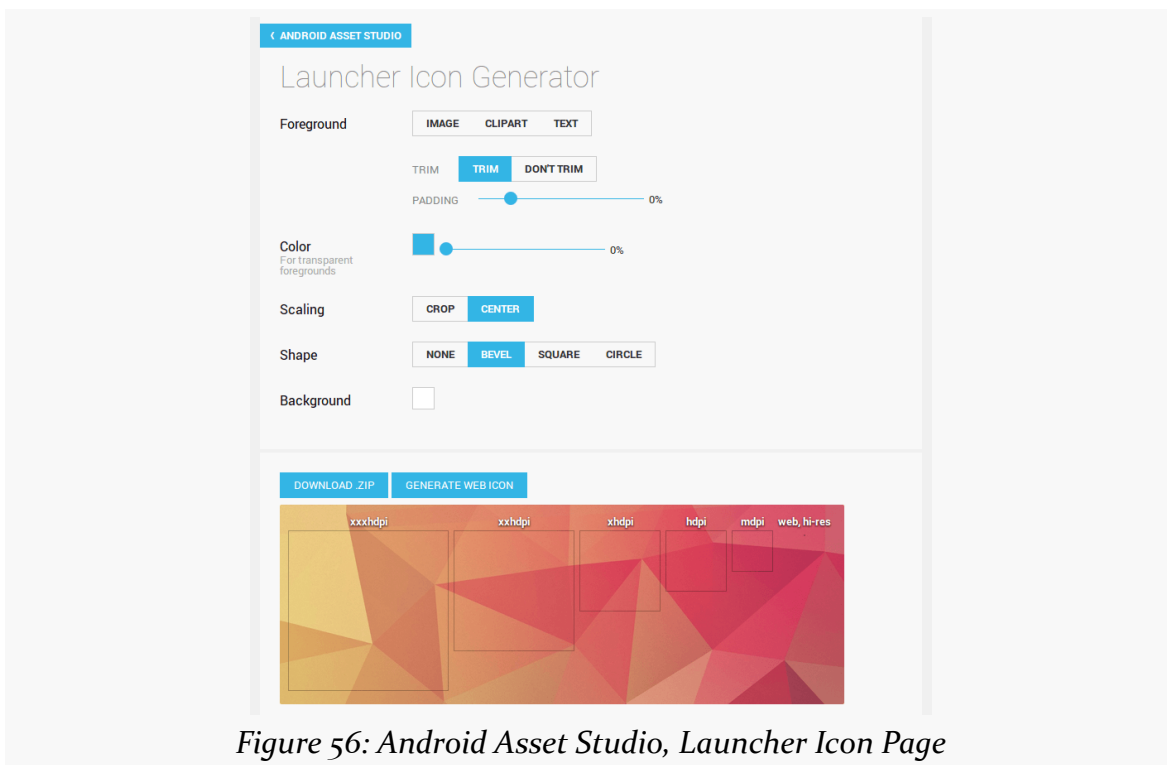 ‹ ANDROID ASSET STUDIO
Launcher Icon Generator
Foreground IMAGE CLIPART TEXT
TRIM TRIM DON'T TRIM
PADDING 0%
Color 0%
For transparent
foregrounds
Scaling CROP CENTER
Shape NONE BEVEL SQUARE CIRCLE
Background
DOWNLOAD .ZIP GENERATE WEB ICON
xxxhdpi xxhdpi xhdpi hdpi mdpi web, hi-res
Figure 56: Android Asset Studio, Launcher Icon Page